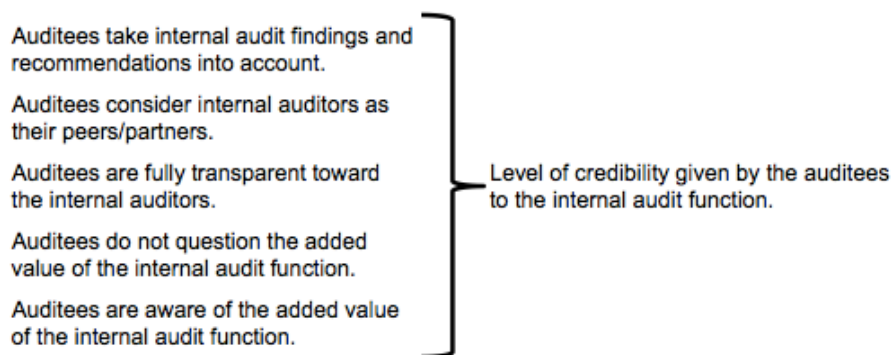 Auditees take internal audit findings and
recommendations into account.
Auditees consider internal auditors as
their peers/partners.
Auditees are fully transparent toward
the internal auditors.
Auditees do not question the added
value of the internal audit function.
Auditees are aware of the added value
of the internal audit function.
Level of credibility given by the auditees
to the internal audit function.